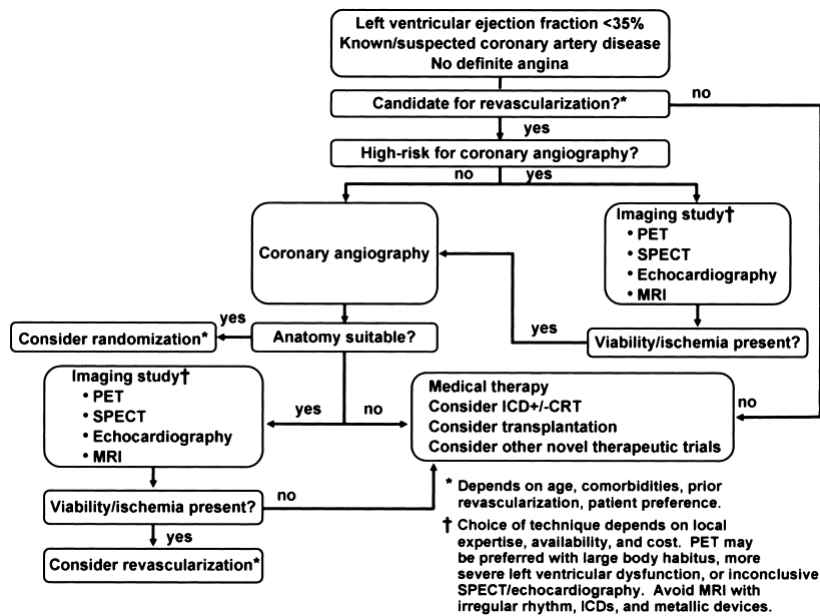 Left ventricular ejection fraction <35%
Known/suspected coronary artery disease
No definite angina
no
Candidate for revascularization?*
yes
High-risk for coronary angiography?
no
yes
Imaging study†
• PET
• SPECT
• Echocardiography
• MRI
Coronary angiography
yes
Consider randomization*
Anatomy suitable?
yes
Viability/ischemia present?
Imaging study†
• PET
• SPECT
• Echocardiography
• MRI
yes
no
Medical therapy
Consider ICD+/-CRT
Consider transplantation
Consider other novel therapeutic trials
no
Viability/ischemia present?
no
yes
Consider revascularization*
* Depends on age, comorbidities, prior
revascularization, patient preference.
† Choice of technique depends on local
expertise, availability, and cost. PET may
be preferred with large body habitus, more
severe left ventricular dysfunction, or inconclusive
SPECT/echocardiography. Avoid MRI with
irregular rhythm, ICDs, and metallic devices.